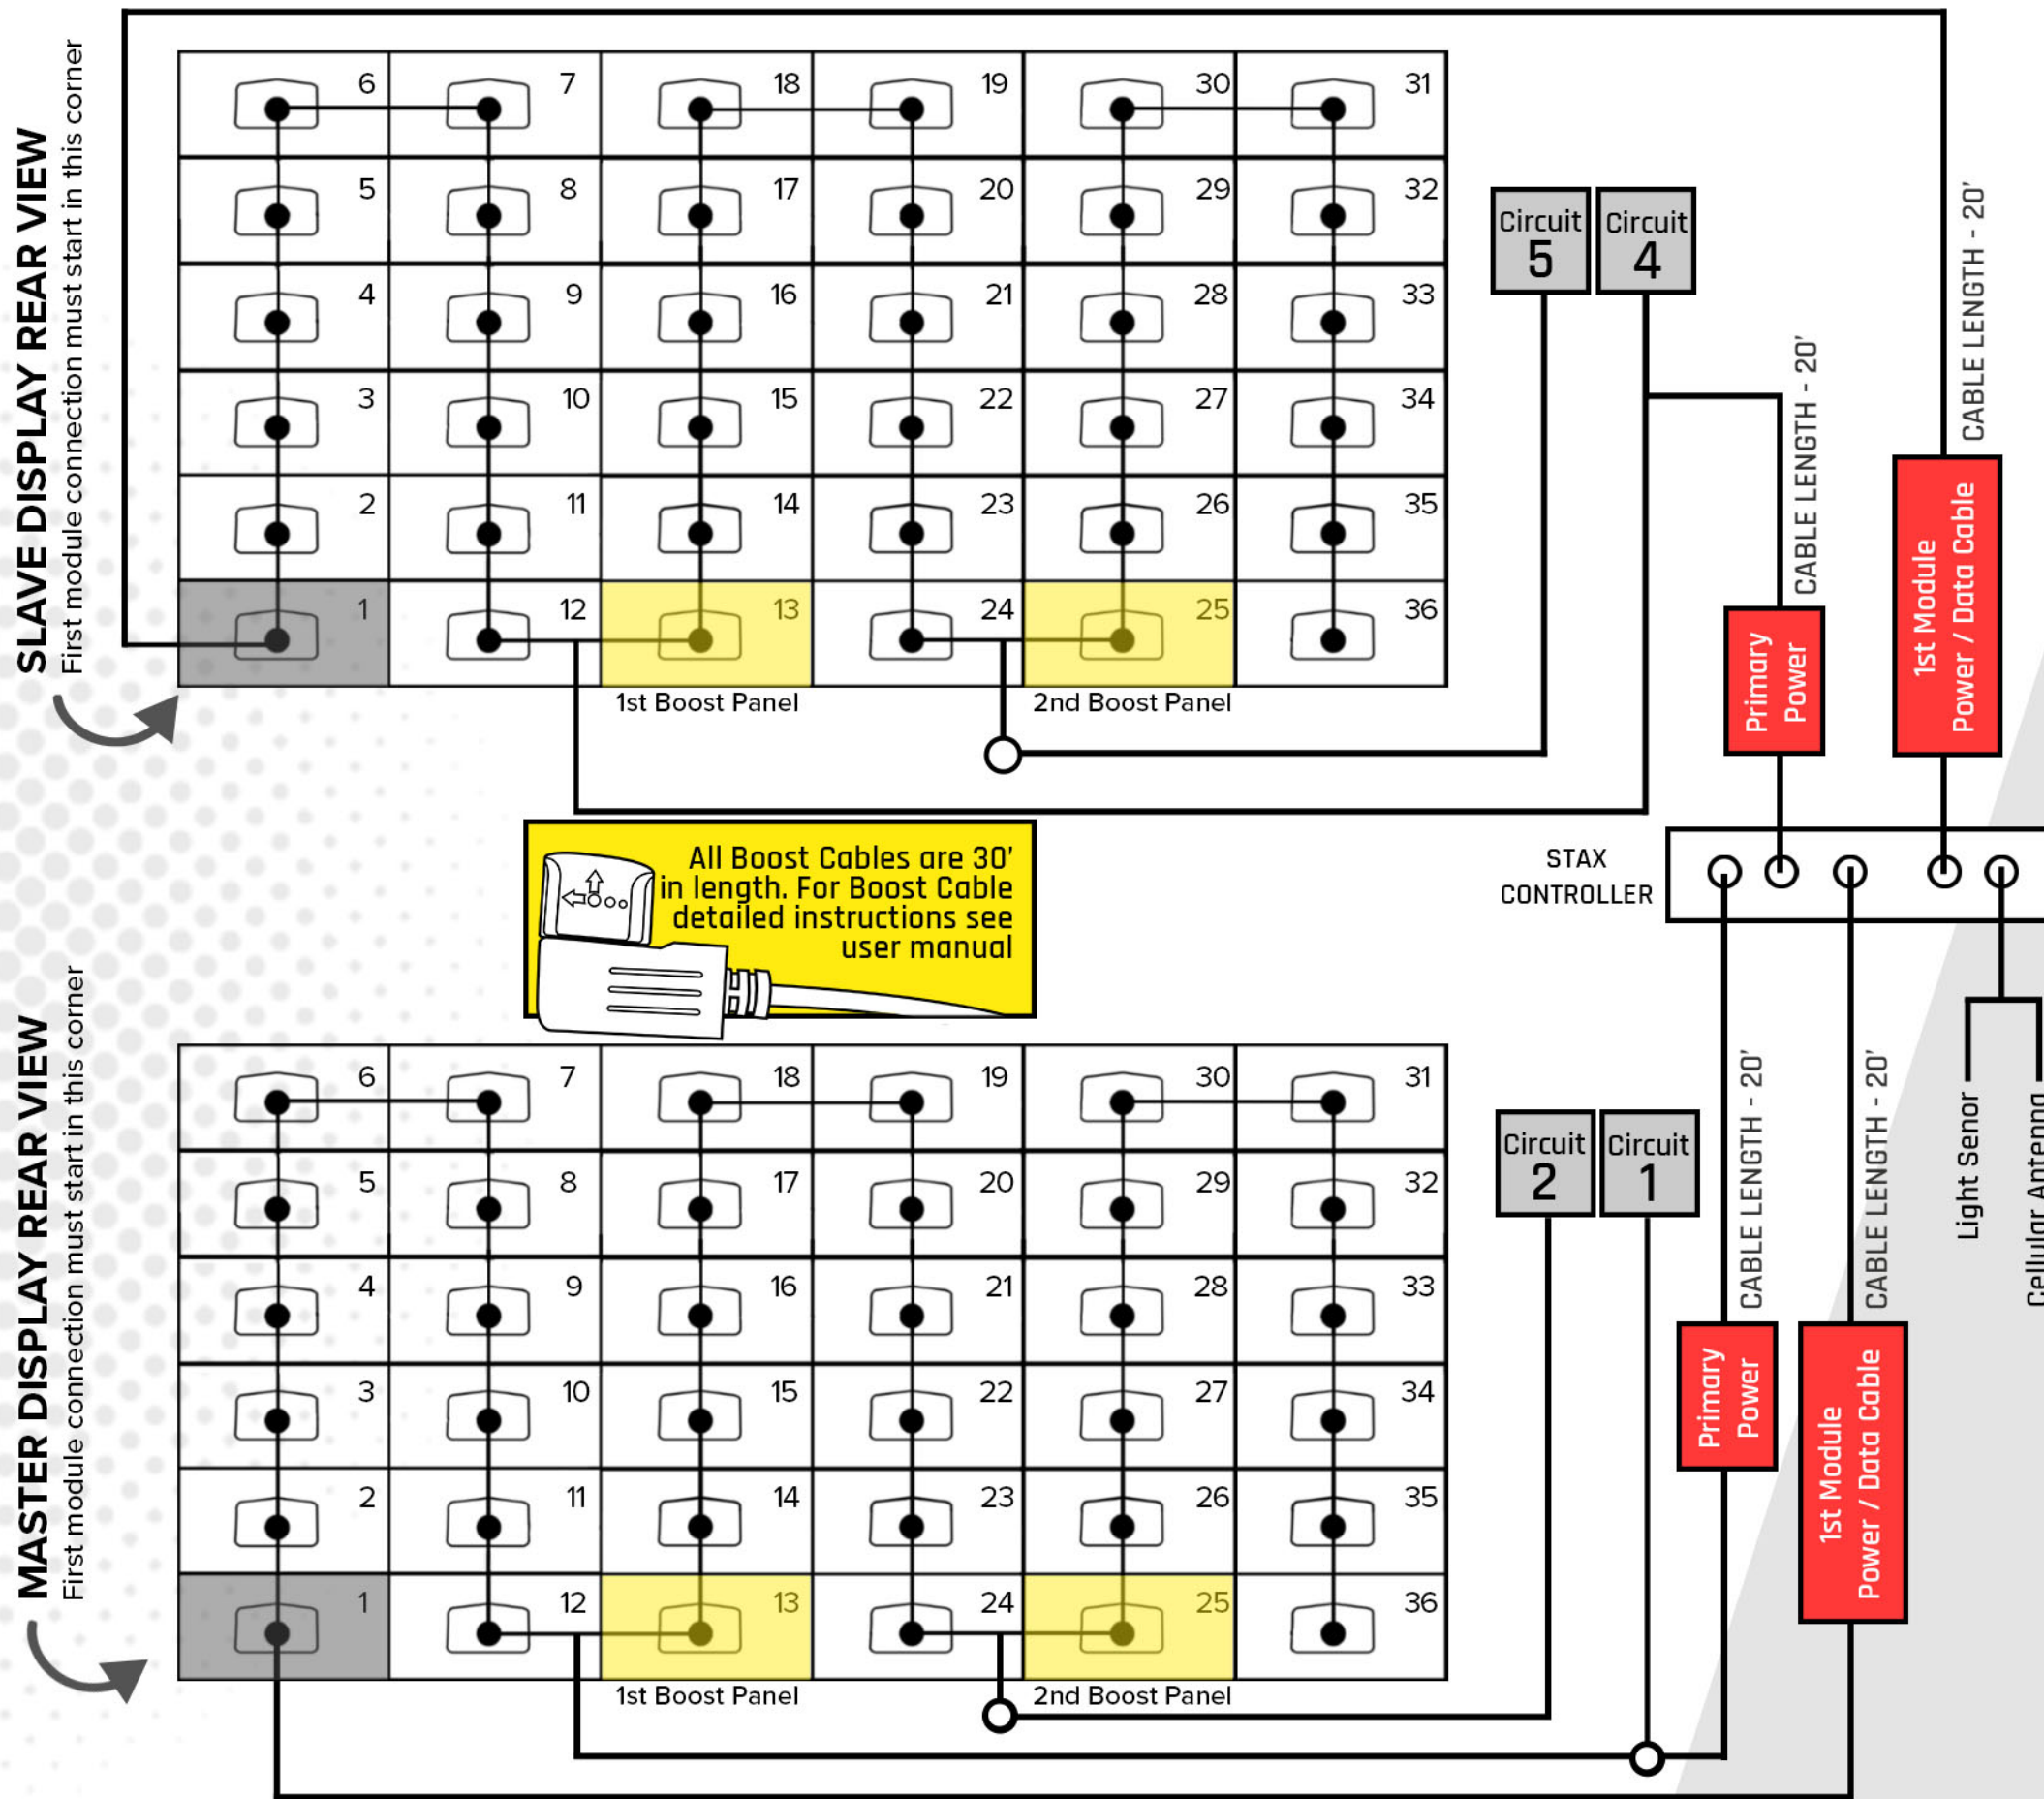 SLAVE DISPLAY REAR VIEW
First module connection must start in this corner
6 7 18 19 30 31
5 8 17 20 29 32
4 9 16 21 28 33
3 10 15 22 27 34
2 11 14 23 26 35
1 12 13 24 25 36
1st Boost Panel
2nd Boost Panel
Circuit
5
Circuit
4
CABLE LENGTH - 20'
Primary
Power
CABLE LENGTH - 20'
1st Module
Power / Data Cable
All Boost Cables are 30'
in length. For Boost Cable
detailed instructions see
user manual
STAX
CONTROLLER
MASTER DISPLAY REAR VIEW
First module connection must start in this corner
6 7 18 19 30 31
5 8 17 20 29 32
4 9 16 21 28 33
3 10 15 22 27 34
2 11 14 23 26 35
1 12 13 24 25 36
1st Boost Panel
2nd Boost Panel
Circuit
2
Circuit
1
CABLE LENGTH - 20'
Primary
Power
CABLE LENGTH - 20'
1st Module
Power / Data Cable
Light Senor
Cellular Antenna